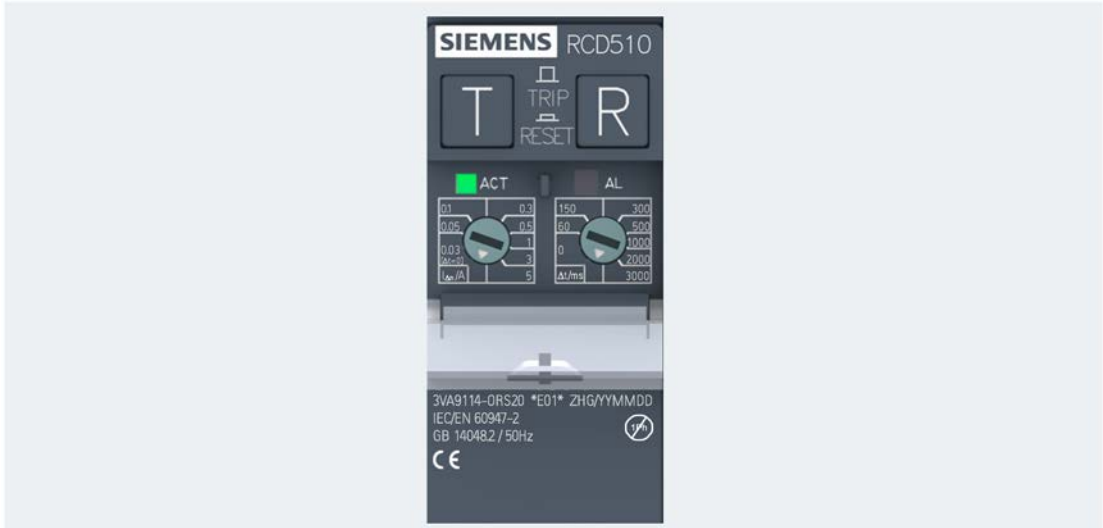 SIEMENS RCD510
T TRIP R
RESET
ACT AL
0.1 0.3 150 300
0.05 0.5 60 500
0.03 1 0 1000
(Δt=0) 3 2000
IΔn/A 5 Δt/ms 3000
3VA9114-0RS20 *E01* ZHG/YYMMDD
IEC/EN 60947-2
GB 14048.2 / 50Hz
1Ph
CE